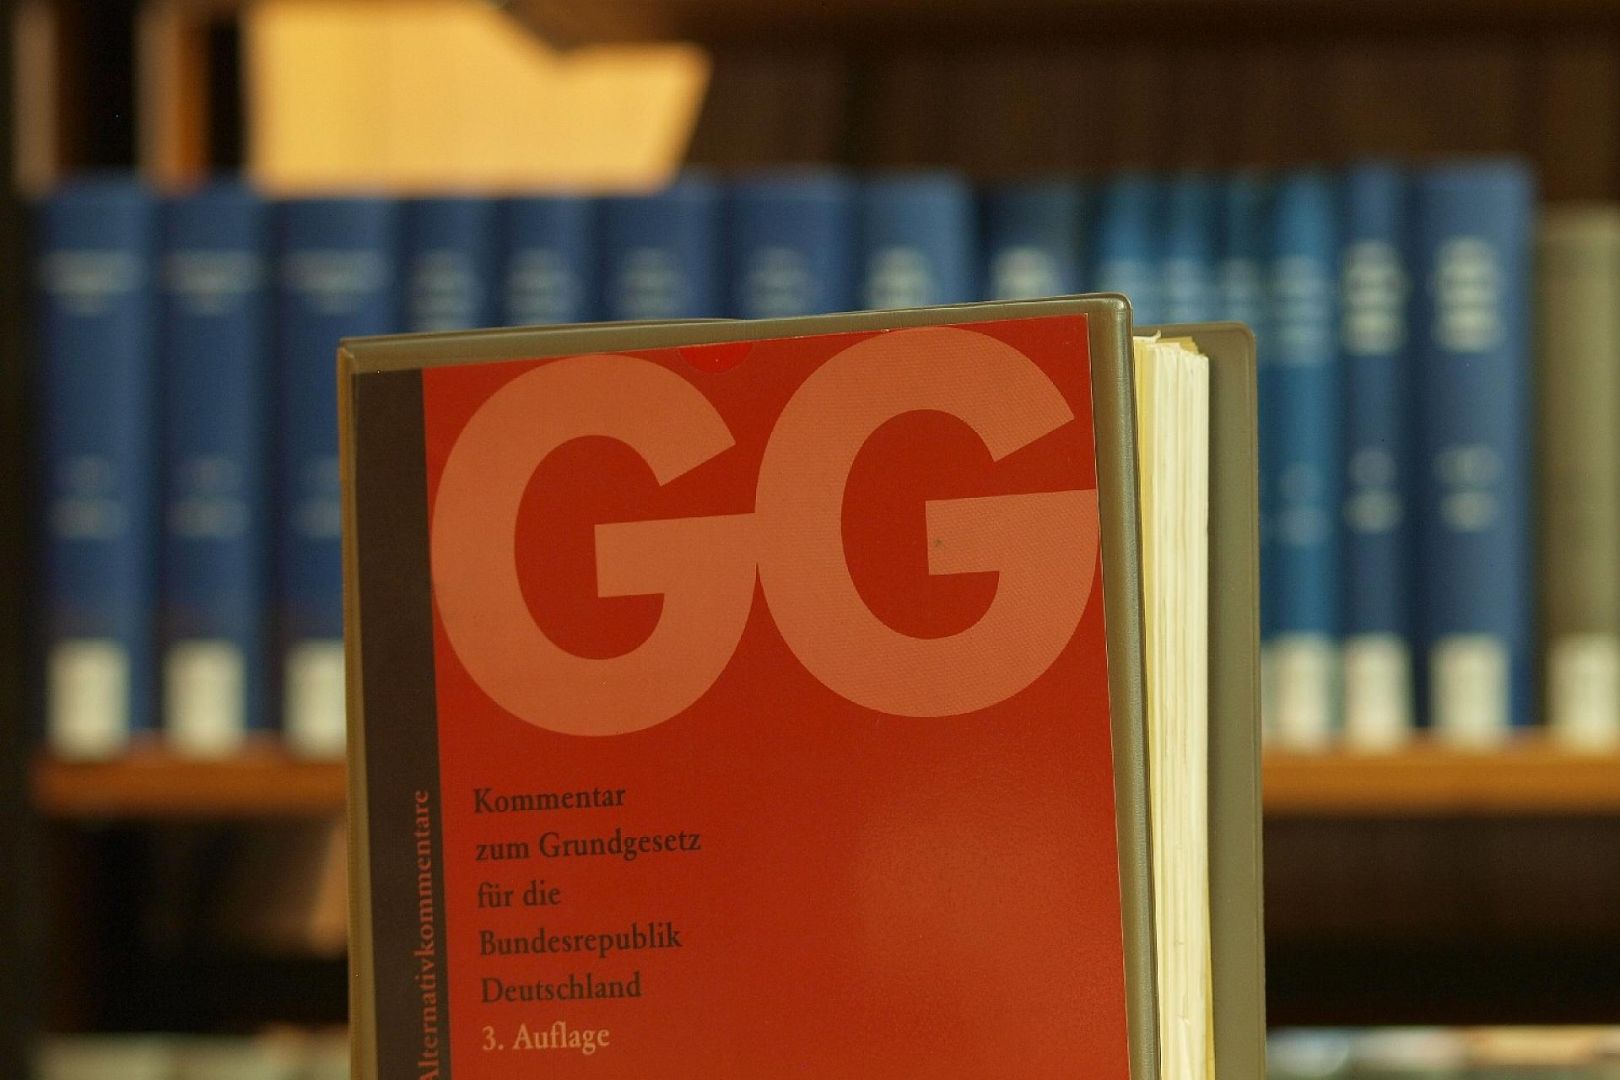 GG
Kommentar
zum Grundgesetz
für die
Bundesrepublik
Deutschland
3. Auflage
Alternativkommentare